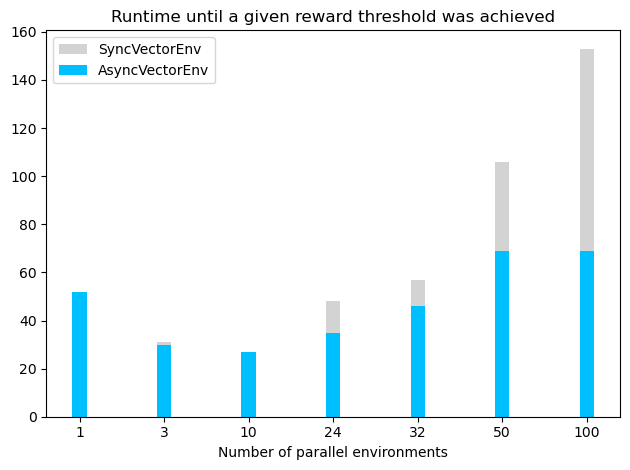 Runtime until a given reward threshold was achieved
SyncVectorEnv
AsyncVectorEnv
160
140
120
100
80
60
40
20
0
1 3 10 24 32 50 100
Number of parallel environments